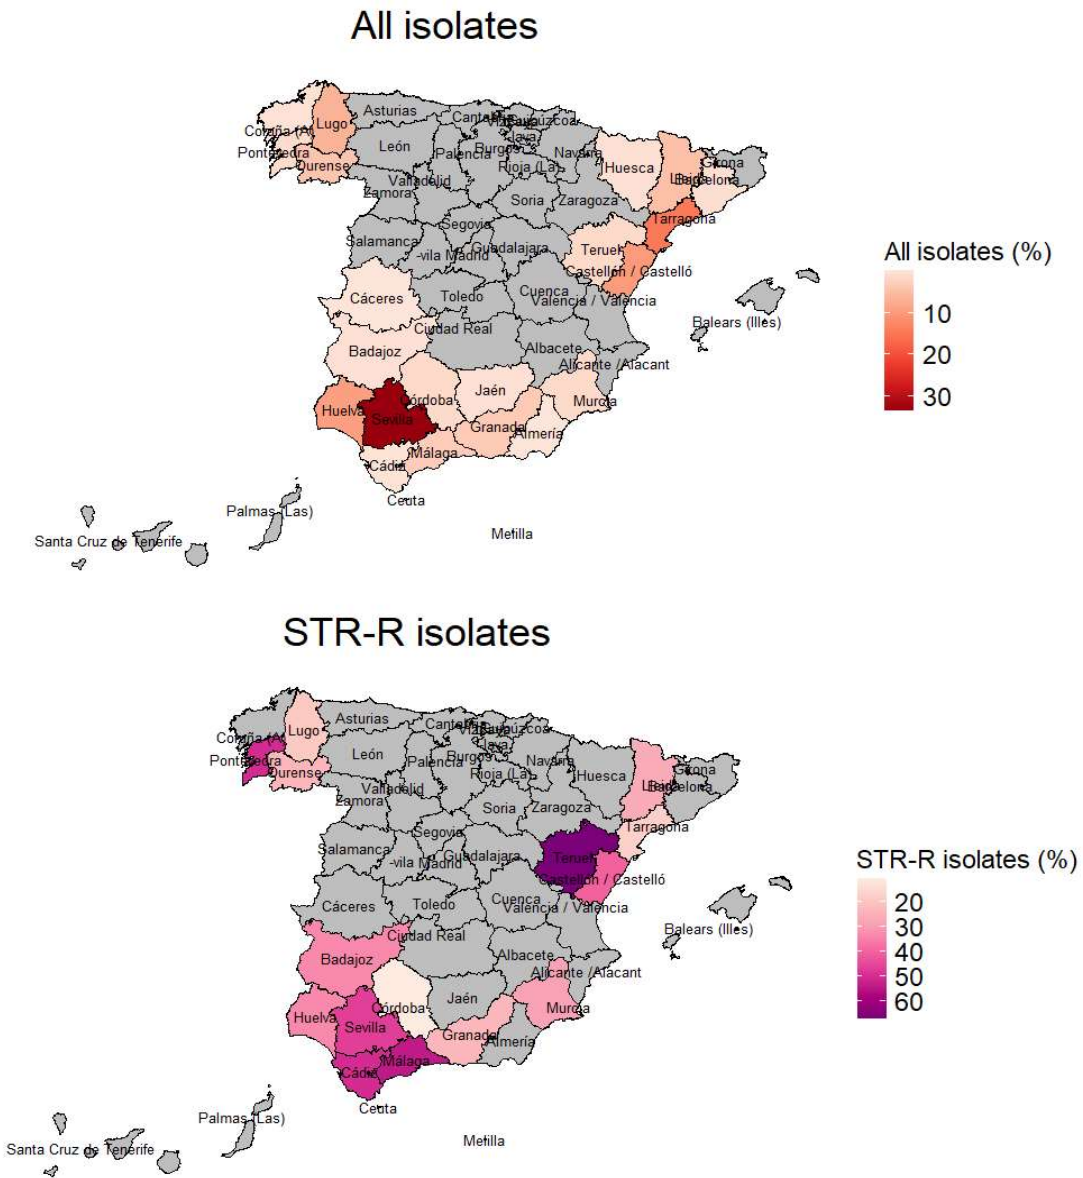 All isolates
Asturias
Lugo
Coruña (A)
León
Palencia
Burgos
Navarra
Huesca
Girona
Lleida
Barcelona
Pontevedra
Ourense
Rioja (La)
Valladolid
Zamora
Soria
Zaragoza
Tarragona
Segovia
Salamanca
-vila
Madrid
Guadalajara
Teruel
Castellón / Castelló
Cáceres
Toledo
Cuenca
Valencia / València
Balears (Illes)
Ciudad Real
Badajoz
Albacete
Alicante /Alacant
Jaén
Córdoba
Murcia
Huelva
Sevilla
Granada
Almería
Málaga
Cádiz
Ceuta
Palmas (Las)
Melilla
Santa Cruz de Tenerife
All isolates (%)
10
20
30
STR-R isolates
Asturias
Lugo
Coruña (A)
León
Palencia
Burgos
Navarra
Huesca
Girona
Lleida
Barcelona
Pontevedra
Ourense
Rioja (La)
Valladolid
Zamora
Soria
Zaragoza
Tarragona
Segovia
Salamanca
-vila
Madrid
Guadalajara
Teruel
Castellón / Castelló
Cáceres
Toledo
Cuenca
Valencia / València
Balears (Illes)
Ciudad Real
Badajoz
Albacete
Alicante /Alacant
Jaén
Córdoba
Murcia
Huelva
Sevilla
Granada
Almería
Málaga
Cádiz
Ceuta
Palmas (Las)
Melilla
Santa Cruz de Tenerife
STR-R isolates (%)
20
30
40
50
60